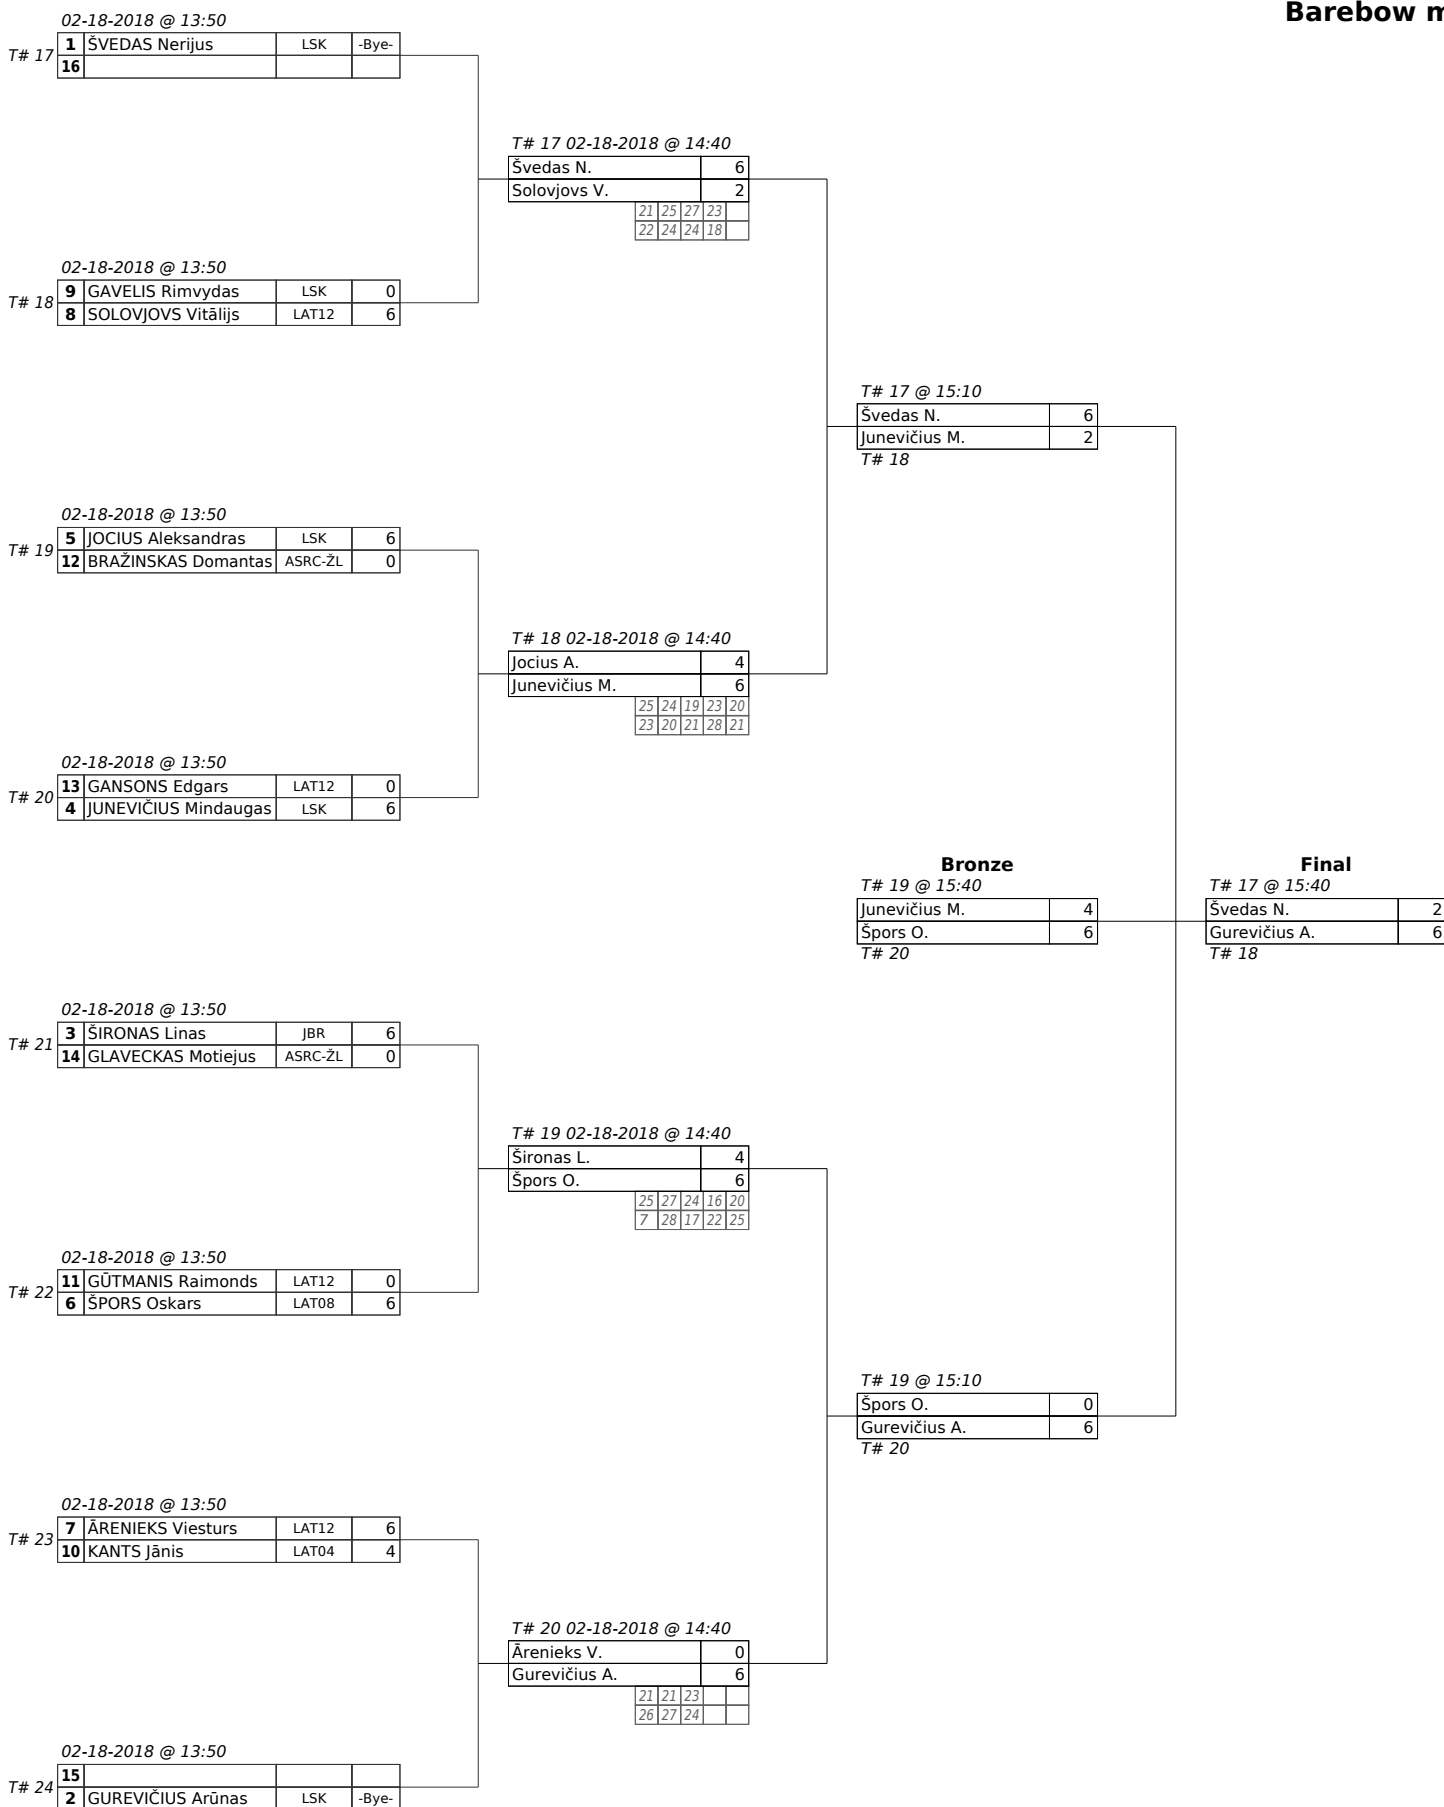 Barebow m
02-18-2018 @ 13:50
T# 17
1 ŠVEDAS Nerijus LSK -Bye-
16
T# 17 02-18-2018 @ 14:40
Švedas N. 6
Solovjovs V. 2
21 25 27 23
22 24 24 18
02-18-2018 @ 13:50
T# 18
9 GAVELIS Rimvydas LSK 0
8 SOLOVJOVS Vitālijs LAT12 6
T# 17 @ 15:10
Švedas N. 6
Junevičius M. 2
T# 18
02-18-2018 @ 13:50
T# 19
5 JOCIUS Aleksandras LSK 6
12 BRAŽINSKAS Domantas ASRC-ŽL 0
T# 18 02-18-2018 @ 14:40
Jocius A. 4
Junevičius M. 6
25 24 19 23 20
23 20 21 28 21
02-18-2018 @ 13:50
T# 20
13 GANSONS Edgars LAT12 0
4 JUNEVIČIUS Mindaugas LSK 6
Bronze
T# 19 @ 15:40
Junevičius M. 4
Špors O. 6
T# 20
Final
T# 17 @ 15:40
Švedas N. 2
Gurevičius A. 6
T# 18
02-18-2018 @ 13:50
T# 21
3 ŠIRONAS Linas JBR 6
14 GLAVECKAS Motiejus ASRC-ŽL 0
T# 19 02-18-2018 @ 14:40
Šironas L. 4
Špors O. 6
25 27 24 16 20
7 28 17 22 25
02-18-2018 @ 13:50
T# 22
11 GŪTMANIS Raimonds LAT12 0
6 ŠPORS Oskars LAT08 6
T# 19 @ 15:10
Špors O. 0
Gurevičius A. 6
T# 20
02-18-2018 @ 13:50
T# 23
7 ĀRENIEKS Viesturs LAT12 6
10 KANTS Jānis LAT04 4
T# 20 02-18-2018 @ 14:40
Ārenieks V. 0
Gurevičius A. 6
21 21 23
26 27 24
02-18-2018 @ 13:50
T# 24
15
2 GUREVIČIUS Arūnas LSK -Bye-